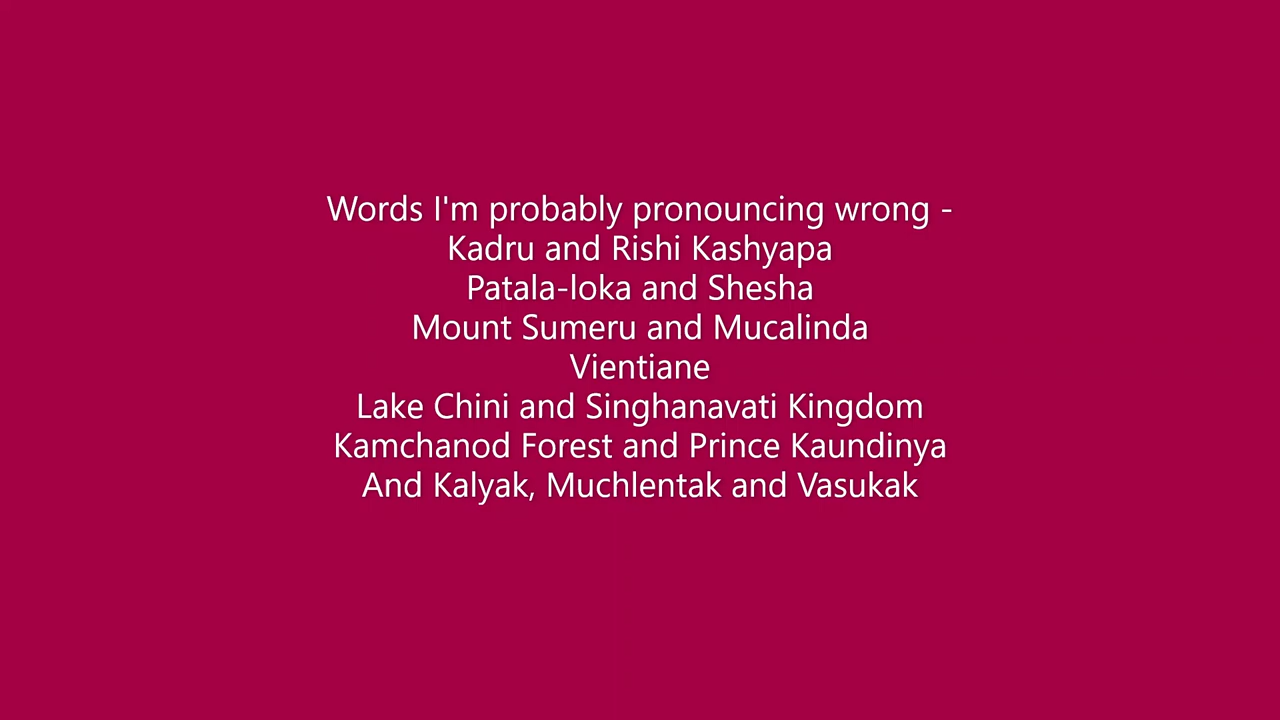 Words I'm probably pronouncing wrong -
Kadru and Rishi Kashyapa
Patala-loka and Shesha
Mount Sumeru and Mucalinda
Vientiane
Lake Chini and Singhanavati Kingdom
Kamchanod Forest and Prince Kaundinya
And Kalyak, Muchlentak and Vasukak